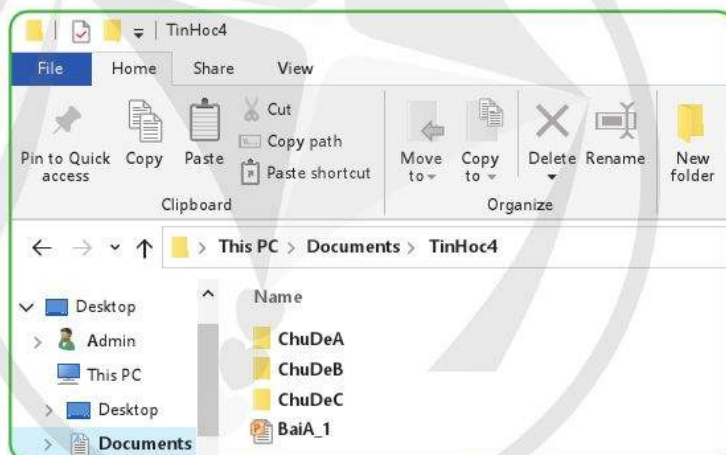 TinHoc4
File Home Share View
Pin to Quick access
Copy
Paste
Cut
Copy path
Paste shortcut
Clipboard
Move to
Copy to
Delete
Rename
Organize
New folder
This PC > Documents > TinHoc4
Desktop
Admin
This PC
Desktop
Documents
Name
ChuDeA
ChuDeB
ChuDeC
BaiA_1